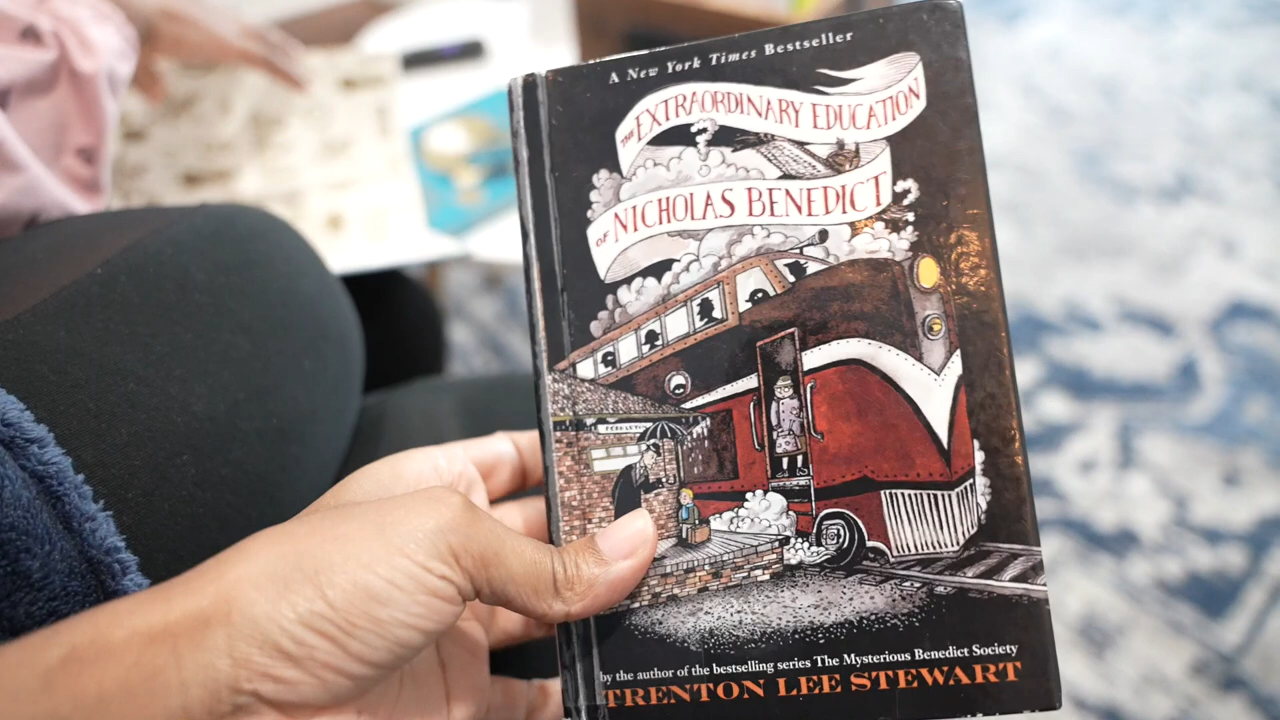 A New York Times Bestseller
THE EXTRAORDINARY EDUCATION
OF NICHOLAS BENEDICT
by the author of the bestselling series The Mysterious Benedict Society
TRENTON LEE STEWART